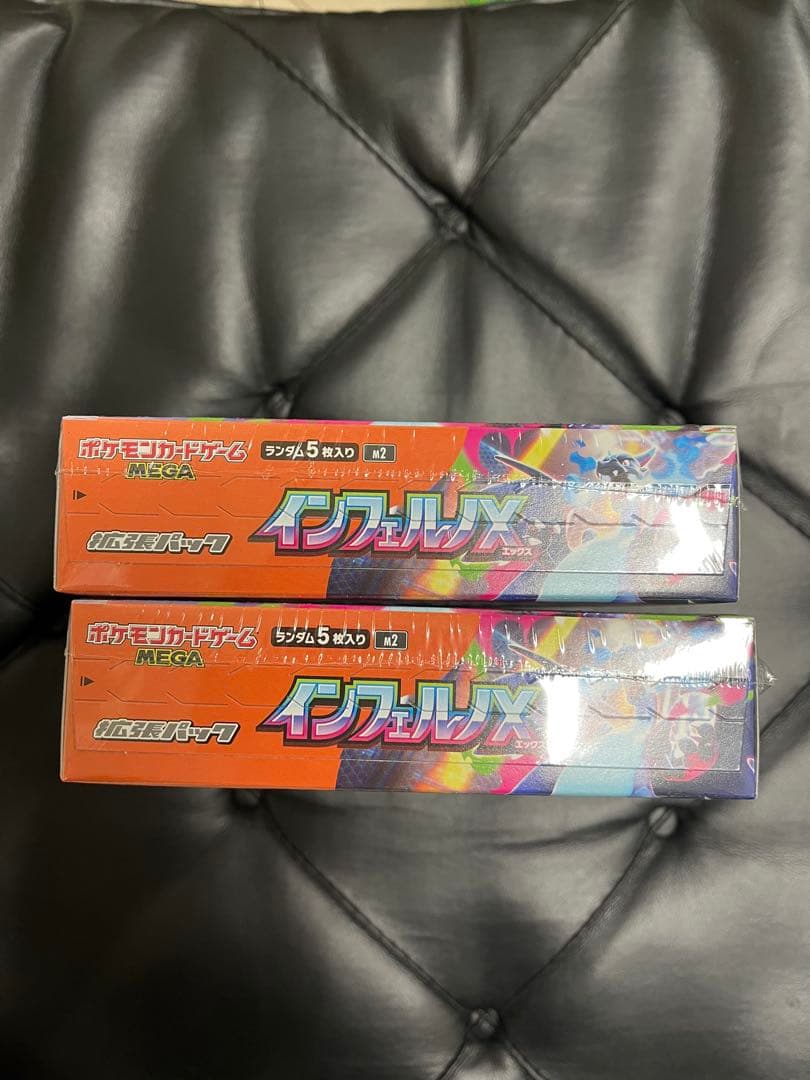 ポケモンカードゲーム
MEGA
ランダム5枚入り M2
インフェルノX
エックス
拡張パック
ポケモンカードゲーム
MEGA
ランダム5枚入り M2
インフェルノX
エックス
拡張パック